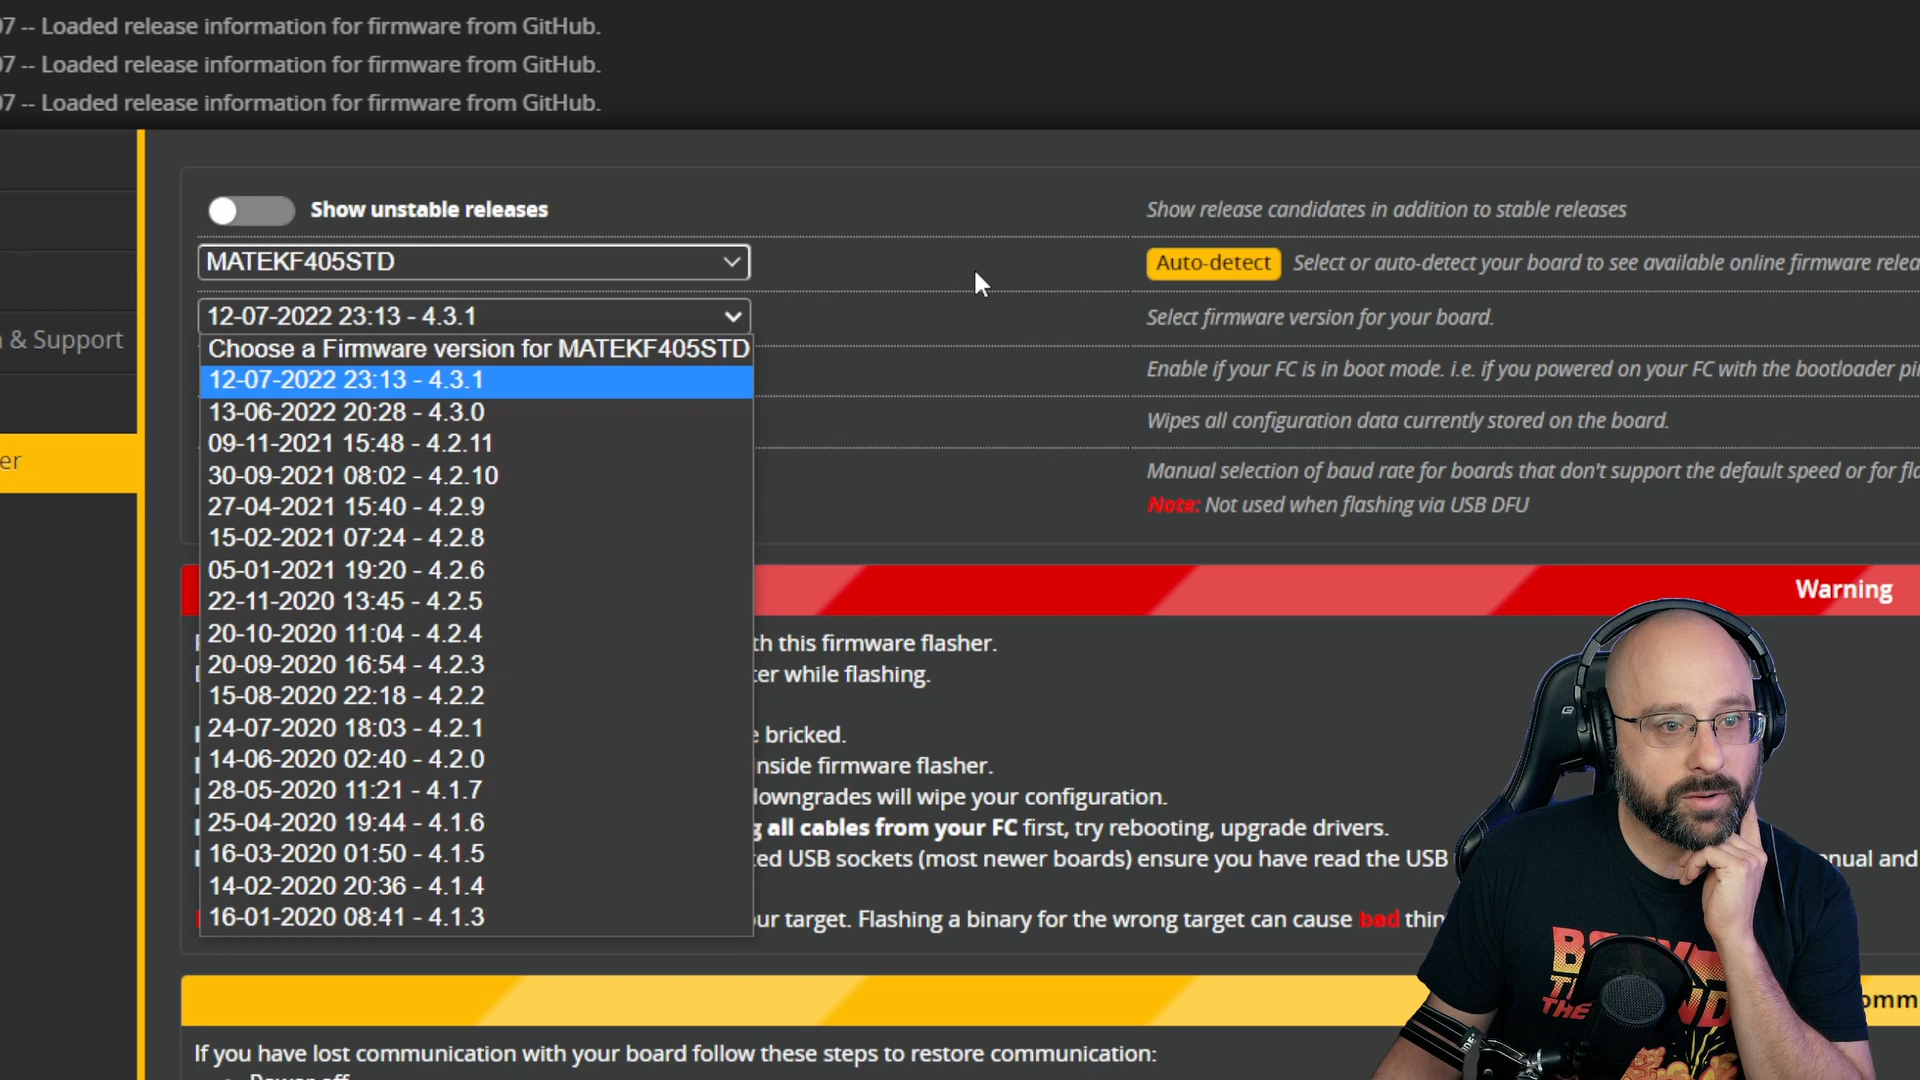 07 -- Loaded release information for firmware from GitHub.
07 -- Loaded release information for firmware from GitHub.
07 -- Loaded release information for firmware from GitHub.
Show unstable releases
Show release candidates in addition to stable releases
MATEKF405STD
Auto-detect
Select or auto-detect your board to see available online firmware relea
12-07-2022 23:13 - 4.3.1
Select firmware version for your board.
& Support
Choose a Firmware version for MATEKF405STD
12-07-2022 23:13 - 4.3.1
Enable if your FC is in boot mode. i.e. if you powered on your FC with the bootloader pi
13-06-2022 20:28 - 4.3.0
Wipes all configuration data currently stored on the board.
09-11-2021 15:48 - 4.2.11
er
30-09-2021 08:02 - 4.2.10
Manual selection of baud rate for boards that don't support the default speed or for fla
27-04-2021 15:40 - 4.2.9
Note: Not used when flashing via USB DFU
15-02-2021 07:24 - 4.2.8
05-01-2021 19:20 - 4.2.6
Warning
22-11-2020 13:45 - 4.2.5
20-10-2020 11:04 - 4.2.4
th this firmware flasher.
20-09-2020 16:54 - 4.2.3
ter while flashing.
15-08-2020 22:18 - 4.2.2
24-07-2020 18:03 - 4.2.1
e bricked.
14-06-2020 02:40 - 4.2.0
nside firmware flasher.
28-05-2020 11:21 - 4.1.7
lowngrades will wipe your configuration.
25-04-2020 19:44 - 4.1.6
g all cables from your FC first, try rebooting, upgrade drivers.
16-03-2020 01:50 - 4.1.5
ted USB sockets (most newer boards) ensure you have read the USB
nual and
14-02-2020 20:36 - 4.1.4
16-01-2020 08:41 - 4.1.3
our target. Flashing a binary for the wrong target can cause bad thin
omm
If you have lost communication with your board follow these steps to restore communication:
THE